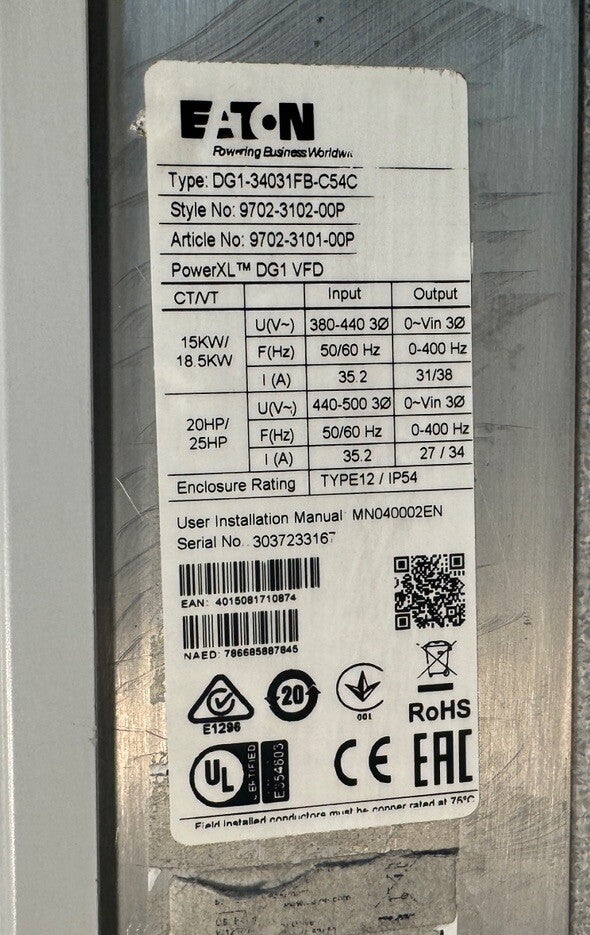 EATON
Powering Business Worldwi
Type: DG1-34031FB-C54C
Style No: 9702-3102-00P
Article No: 9702-3101-00P
PowerXL™ DG1 VFD
CT/VT Input Output
15KW/
18.5KW
U(V~) 380-440 3Ø 0~Vin 3Ø
F(Hz) 50/60 Hz 0-400 Hz
I (A) 35.2 31/38
20HP/
25HP
U(V~) 440-500 3Ø 0~Vin 3Ø
F(Hz) 50/60 Hz 0-400 Hz
I (A) 35.2 27 / 34
Enclosure Rating TYPE12 / IP54
User Installation Manual MN040002EN
Serial No. 3037233167
EAN: 4015081710874
NAED: 786685887845
E1296
20
001
RoHS
UL
CERTIFIED
E354603
CE
EAC
Field installed conductors must be copper rated at 75°C